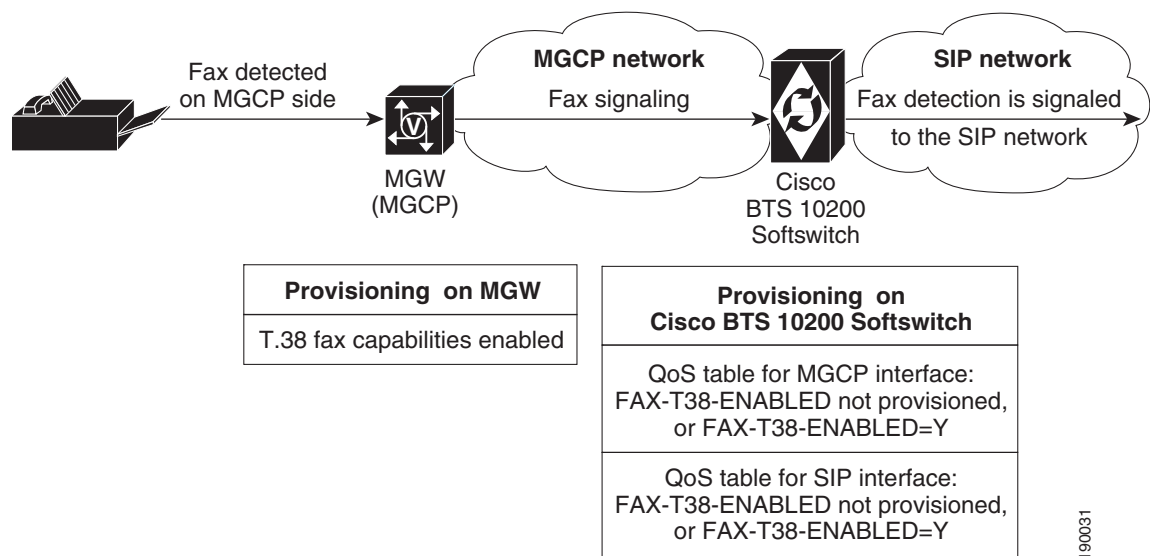 Fax detected
on MGCP side
V
MGW
(MGCP)
MGCP network
Fax signaling
Cisco
BTS 10200
Softswitch
SIP network
Fax detection is signaled
to the SIP network
Provisioning on MGW
T.38 fax capabilities enabled
Provisioning on
Cisco BTS 10200 Softswitch
QoS table for MGCP interface:
FAX-T38-ENABLED not provisioned,
or FAX-T38-ENABLED=Y
QoS table for SIP interface:
FAX-T38-ENABLED not provisioned,
or FAX-T38-ENABLED=Y
190031